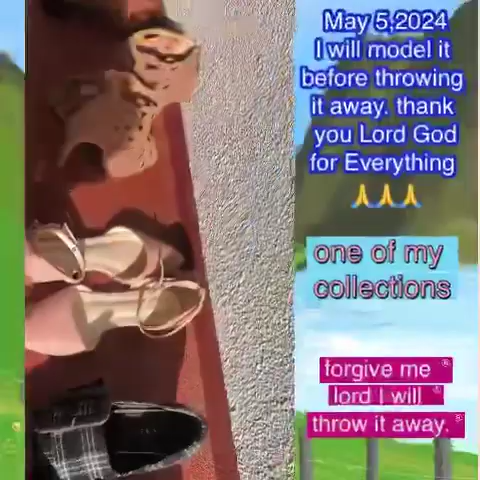 May 5,2024
I will model it
before throwing
it away. thank
you Lord God
for Everything
🙏🙏🙏
one of my
collections
forgive me
lord I will
throw it away.